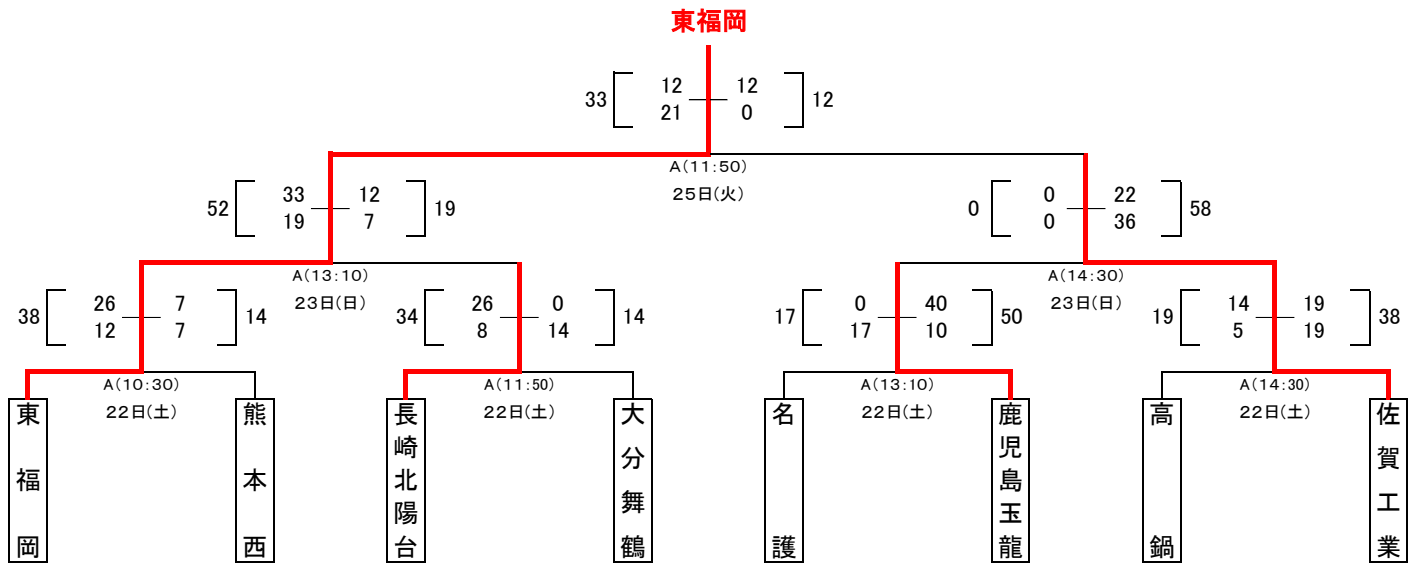 東福岡
33 12 12 12
21 0
A(11:50)
25日(火)
52 33 12 19
19 7
0 0 22 58
0 36
A(13:10)
23日(日)
A(14:30)
23日(日)
38 26 7 14
12 7
34 26 0 14
8 14
17 0 40 50
17 10
19 14 19 38
5 19
A(10:30)
22日(土)
A(11:50)
22日(土)
A(13:10)
22日(土)
A(14:30)
22日(土)
東福岡
熊本西
長崎北陽台
大分舞鶴
名護
鹿児島玉龍
高鍋
佐賀工業